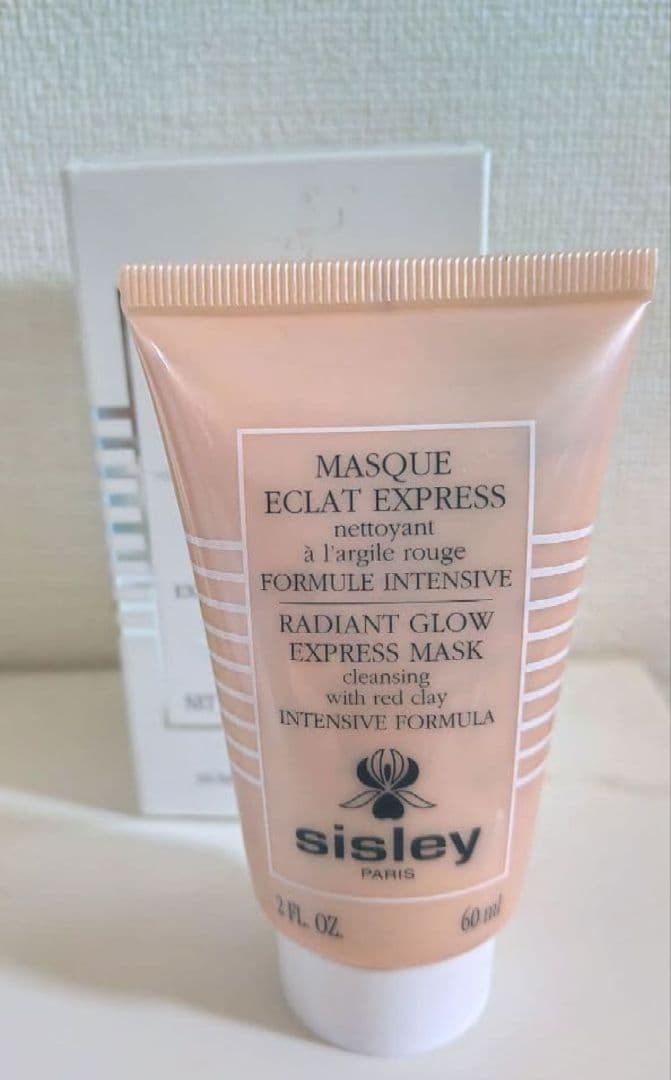 MASQUE
ECLAT EXPRESS
nettoyant
à l'argile rouge
FORMULE INTENSIVE
RADIANT GLOW
EXPRESS MASK
cleansing
with red clay
INTENSIVE FORMULA
sisley
PARIS
2 FL. OZ. 60 ml